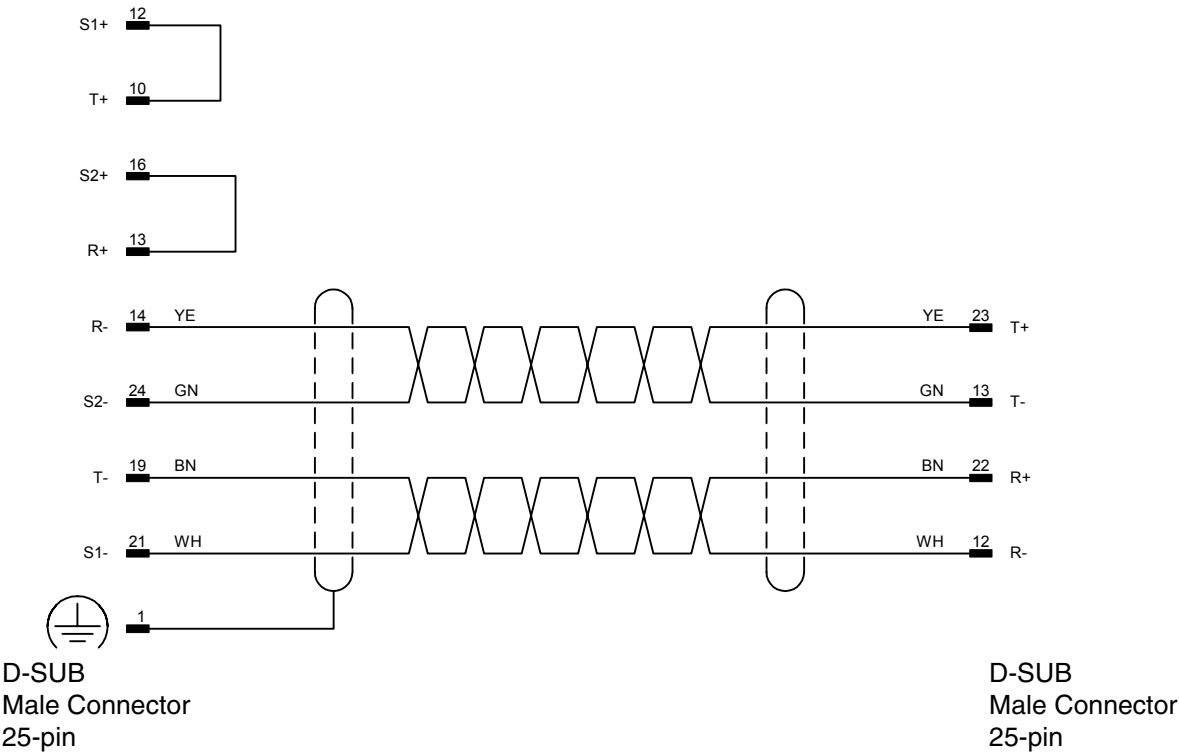 S1+ 12
T+ 10
S2+ 16
R+ 13
R- 14 YE YE 23 T+
S2- 24 GN GN 13 T-
T- 19 BN BN 22 R+
S1- 21 WH WH 12 R-
1
D-SUB D-SUB
Male Connector Male Connector
25-pin 25-pin